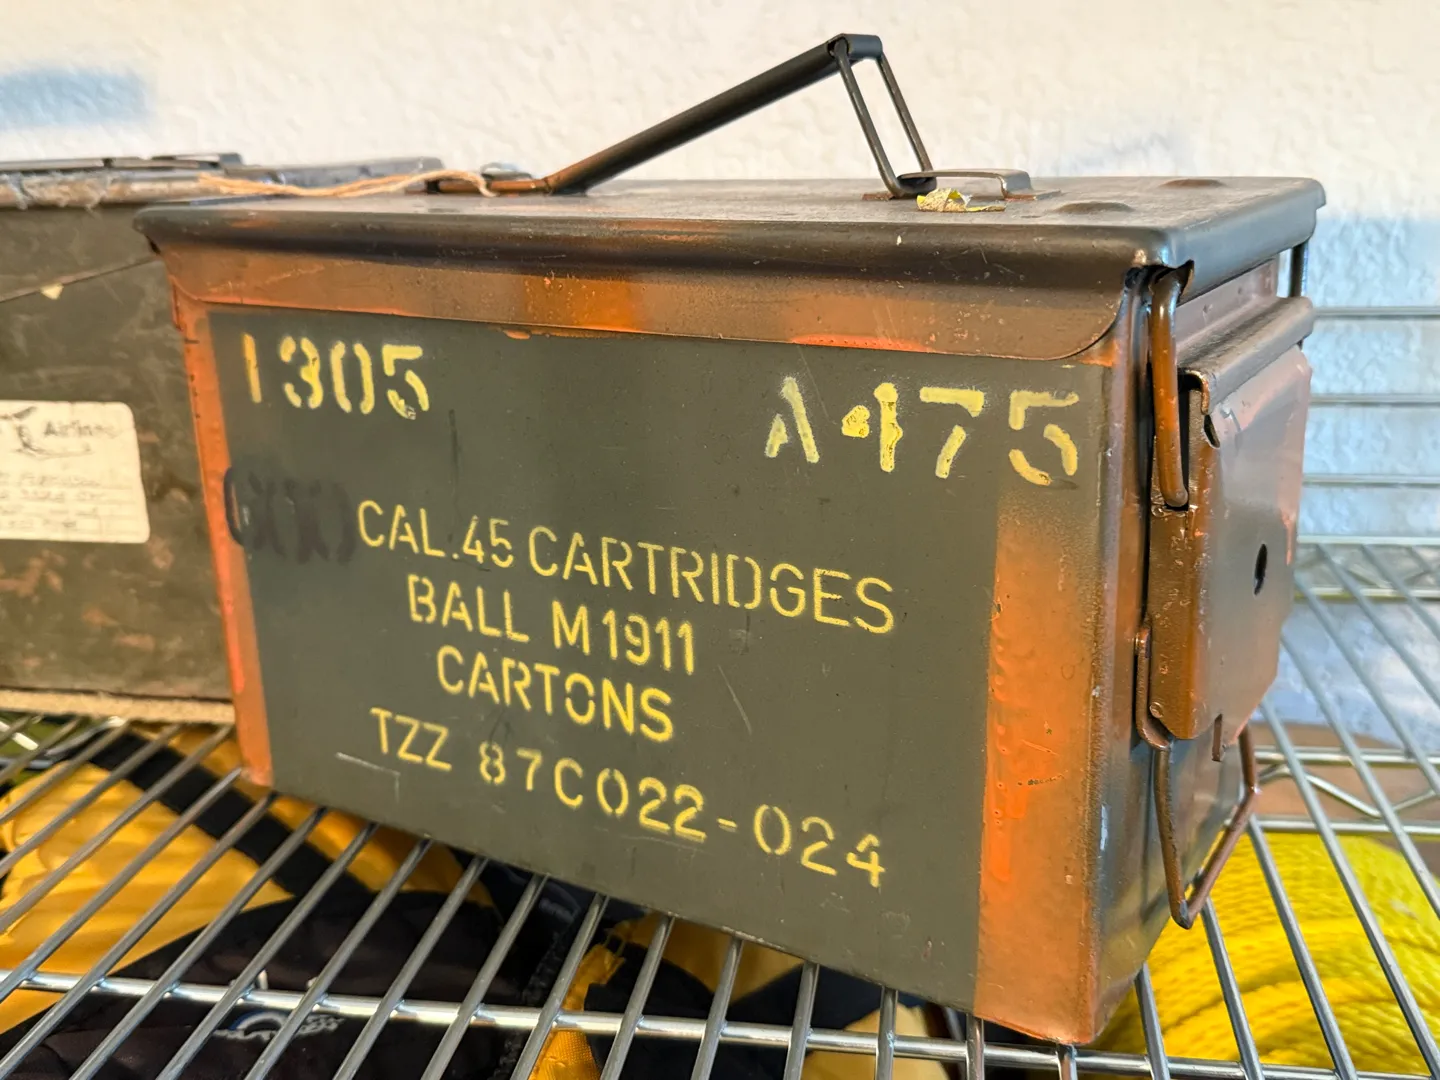 1305
A475
CAL.45 CARTRIDGES
BALL M1911
CARTONS
TZZ 87C022-024